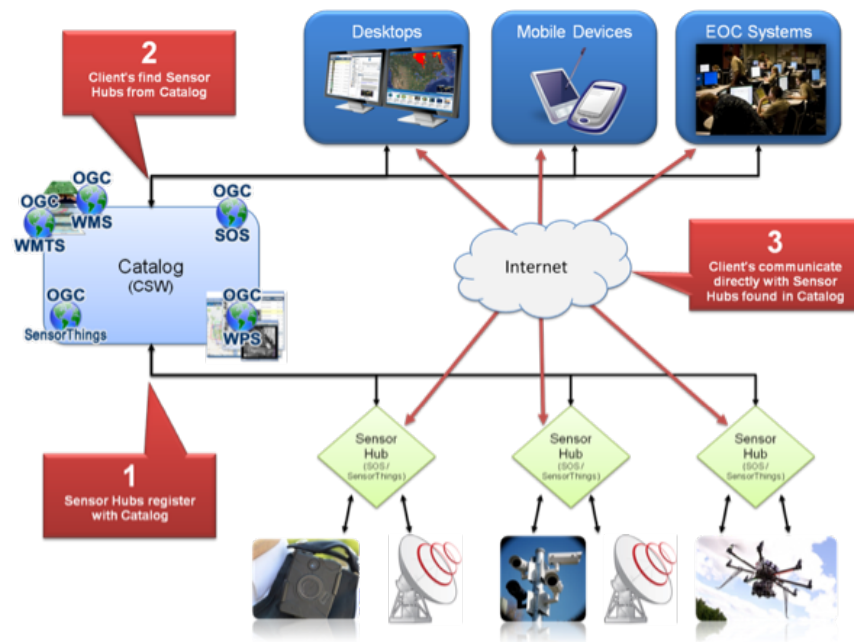 2
Client's find Sensor
Hubs from Catalog
Desktops
Mobile Devices
EOC Systems
OGC
WMTS
OGC
WMS
OGC
SOS
Catalog
(CSW)
OGC
SensorThings
OGC
WPS
Internet
3
Client's communicate
directly with Sensor
Hubs found in Catalog
1
Sensor Hubs register
with Catalog
Sensor
Hub
(SOS/
SensorThings)
Sensor
Hub
(SOS/
SensorThings)
Sensor
Hub
(SOS/
SensorThings)